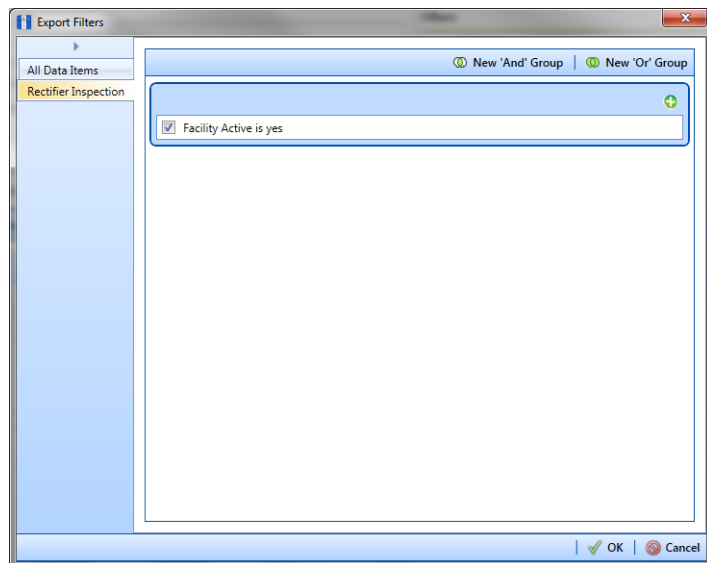 Export Filters
All Data Items
Rectifier Inspection
New 'And' Group
New 'Or' Group
Facility Active is yes
OK
Cancel